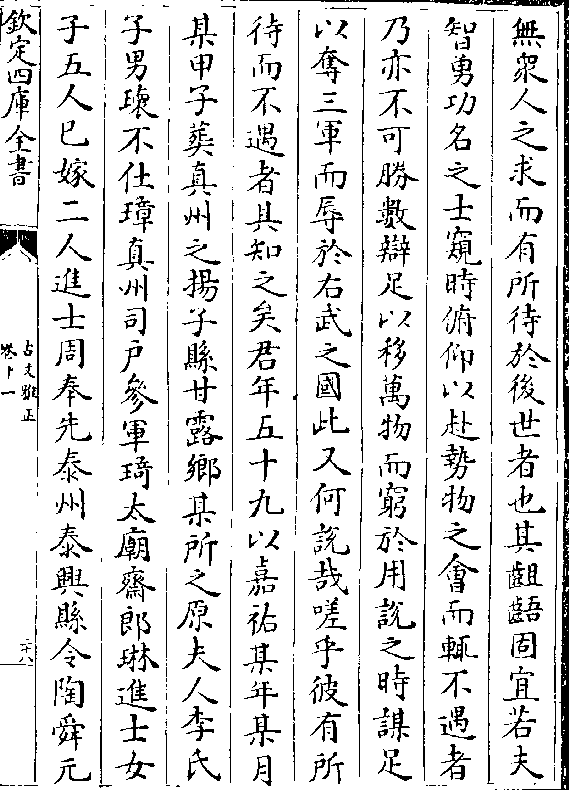 無衆人之求而有所待於後世者也其齟齬固宜若夫
智勇功名之士窺時俯仰以赴勢物之會而輒不遇者
乃亦不可勝數辯足以移萬物而窮於用說之時謀足
以奪三軍而辱於右武之國此又何說哉嗟乎彼有所
待而不遇者其知之矣君年五十九以嘉祐某年某月
某甲子葬真州之揚子縣甘露鄉某所之原夫人李氏
子男瓌不仕璋真州司戶參軍琦太廟齋郎琳進士女
子五人已嫁二人進士周奉先泰州泰興縣令陶舜元
欽定四庫全書
古文雅正
卷十一
二十八